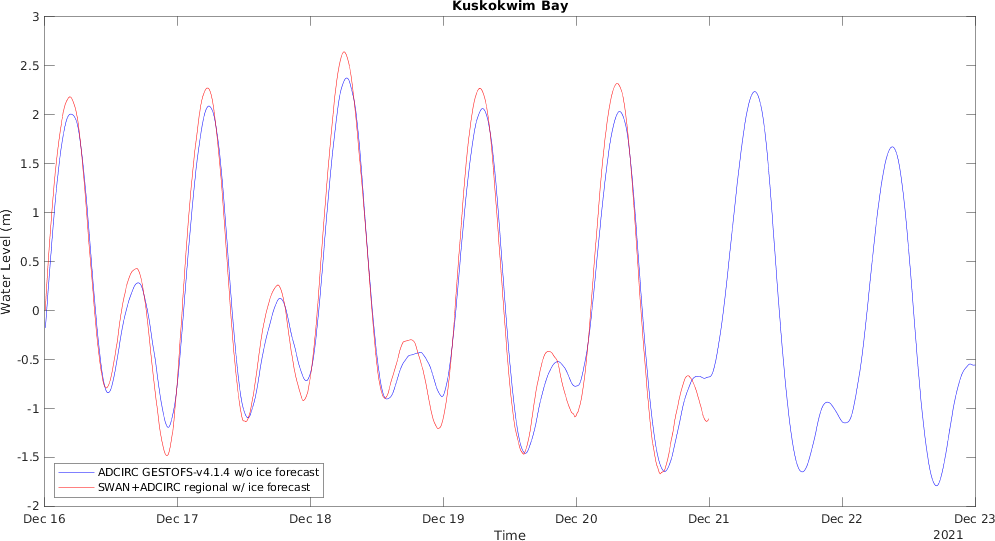 Kuskokwim Bay
3
2.5
2
1.5
1
0.5
0
-0.5
-1
-1.5
-2
Water Level (m)
ADCIRC GESTOFS-v4.1.4 w/o ice forecast
SWAN+ADCIRC regional w/ ice forecast
Dec 16 Dec 17 Dec 18 Dec 19 Dec 20 Dec 21 Dec 22 Dec 23
Time
2021